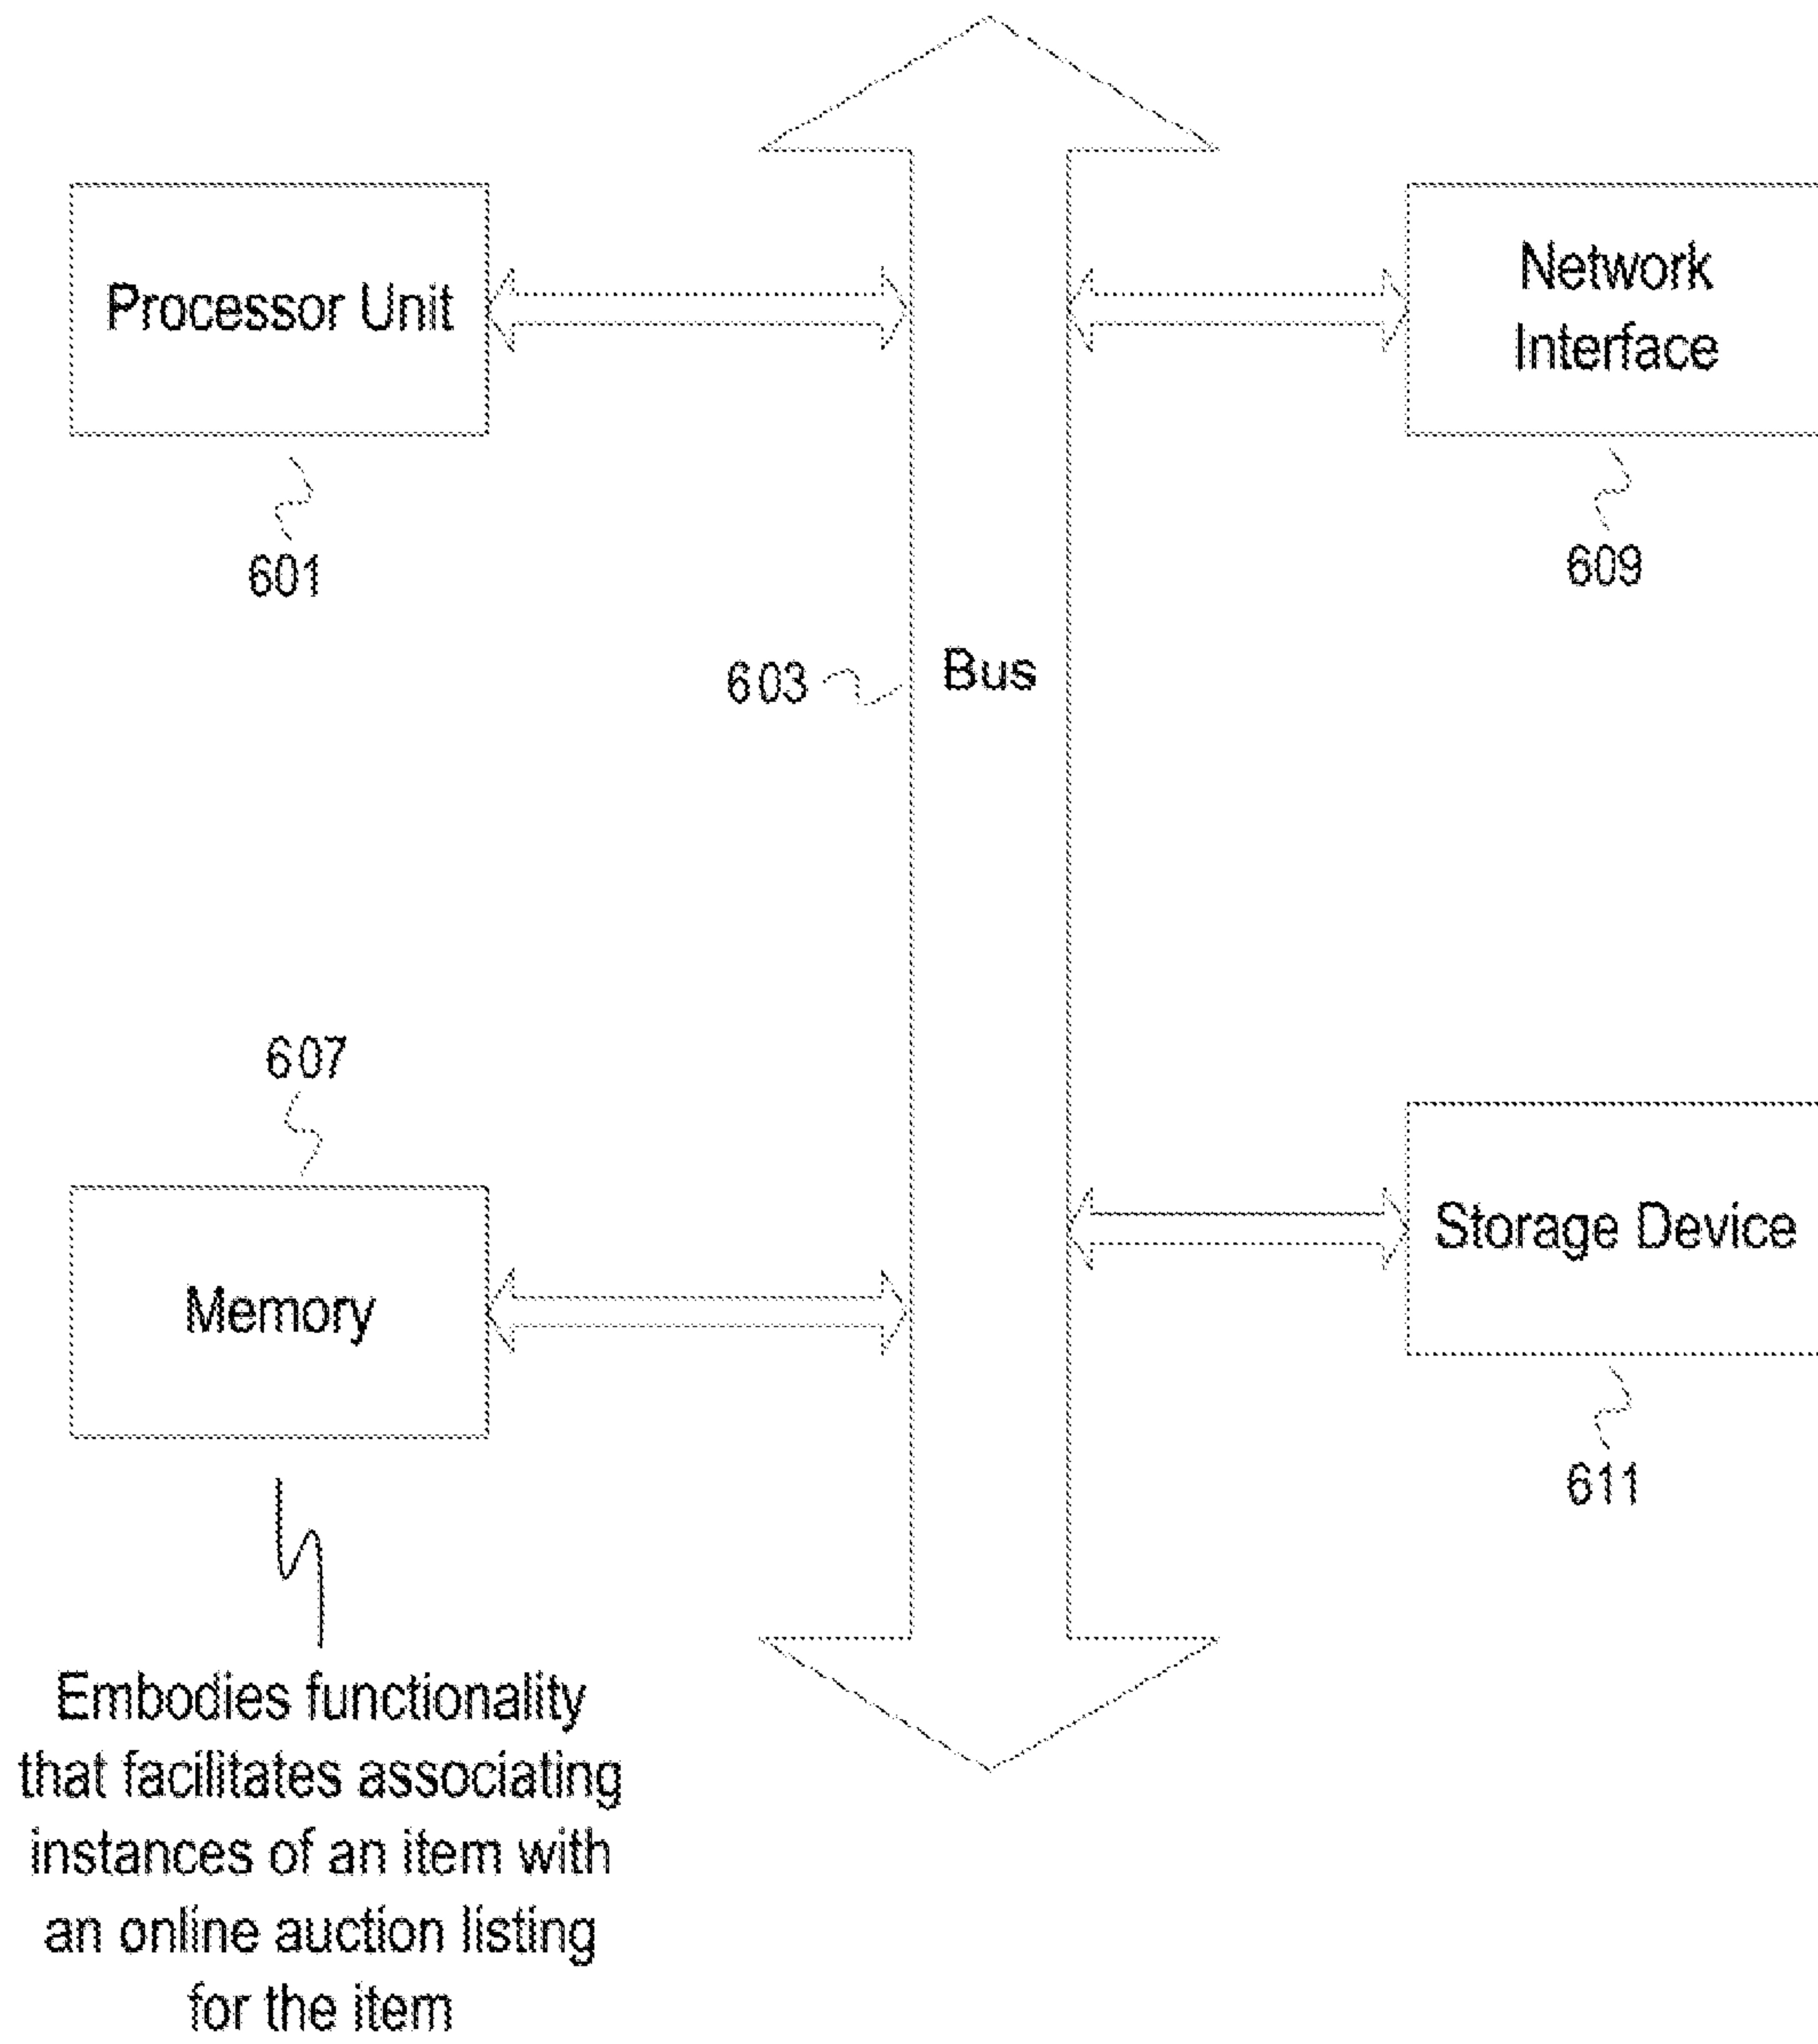 Processor Unit
601
Network
Interface
609
603
Bus
607
Memory
Storage Device
611
Embodies functionality
that facilitates associating
instances of an item with
an online auction listing
for the item